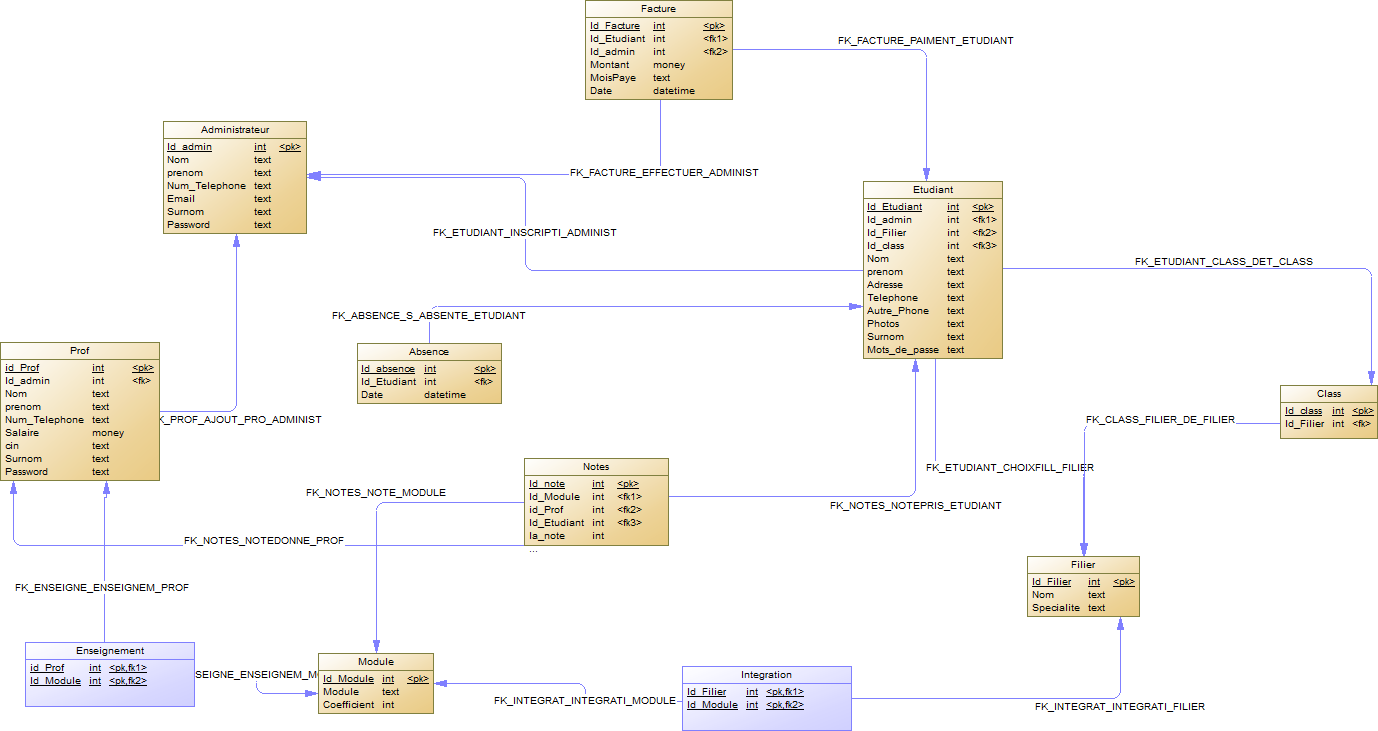 Facture
Id_Facture int <pk>
Id_Etudiant int <fk1>
Id_admin int <fk2>
Montant money
MoisPaye text
Date datetime
FK_FACTURE_PAIMENT_ETUDIANT
Administrateur
Id_admin int <pk>
Nom text
prenom text
Num_Telephone text
Email text
Surnom text
Password text
FK_FACTURE_EFFECTUER_ADMINIST
Etudiant
Id_Etudiant int <pk>
Id_admin int <fk1>
Id_Filier int <fk2>
Id_class int <fk3>
Nom text
prenom text
Adresse text
Telephone text
Autre_Phone text
Photos text
Surnom text
Mots_de_passe text
FK_ETUDIANT_INSCRIPTI_ADMINIST
FK_ETUDIANT_CLASS_DET_CLASS
FK_ABSENCE_S_ABSENTE_ETUDIANT
Absence
Id_absence int <pk>
Id_Etudiant int <fk>
Date datetime
Prof
id_Prof int <pk>
Id_admin int <fk>
Nom text
prenom text
Num_Telephone text
Salaire money
cin text
Surnom text
Password text
K_PROF_AJOUT_PRO_ADMINIST
Class
Id_class int <pk>
Id_Filier int <fk>
FK_CLASS_FILIER_DE_FILIER
FK_ETUDIANT_CHOIXFILL_FILIER
Notes
Id_note int <pk>
Id_Module int <fk1>
id_Prof int <fk2>
Id_Etudiant int <fk3>
la_note int
...
FK_NOTES_NOTE_MODULE
FK_NOTES_NOTEPRIS_ETUDIANT
FK_NOTES_NOTEDONNE_PROF
FK_ENSEIGNE_ENSEIGNEM_PROF
Filier
Id_Filier int <pk>
Nom text
Specialite text
Enseignement
id_Prof int <pk,fk1>
Id_Module int <pk,fk2>
SEIGNE_ENSEIGNEM_M
Module
Id_Module int <pk>
Module text
Coefficient int
FK_INTEGRAT_INTEGRATI_MODULE
Integration
Id_Filier int <pk,fk1>
Id_Module int <pk,fk2>
FK_INTEGRAT_INTEGRATI_FILIER